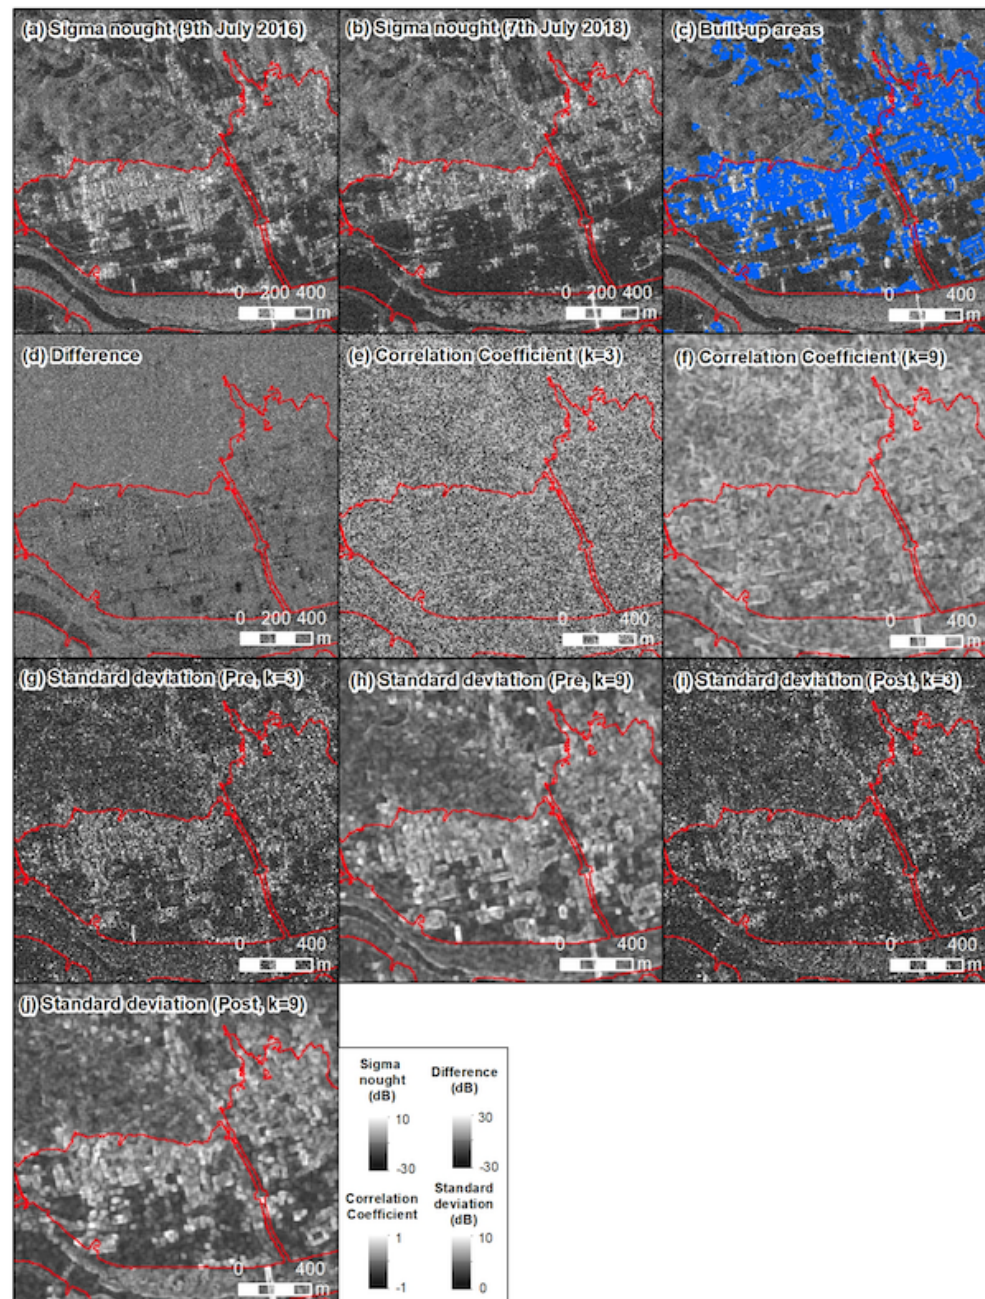 (a) Sigma nought (9th July 2016)
(b) Sigma nought (7th July 2018)
(c) Built-up areas
0 200 400
m
0 200 400
m
0 400
m
(d) Difference
(e) Correlation Coefficient (k=3)
(f) Correlation Coefficient (k=9)
0 200 400
m
0 400
m
0 400
m
(g) Standard deviation (Pre, k=3)
(h) Standard deviation (Pre, k=9)
(i) Standard deviation (Post, k=3)
0 400
m
0 400
m
0 400
m
(j) Standard deviation (Post, k=9)
0 400
m
Sigma
nought
(dB)
10
-30
Difference
(dB)
30
-30
Correlation
Coefficient
1
-1
Standard
deviation
(dB)
10
0